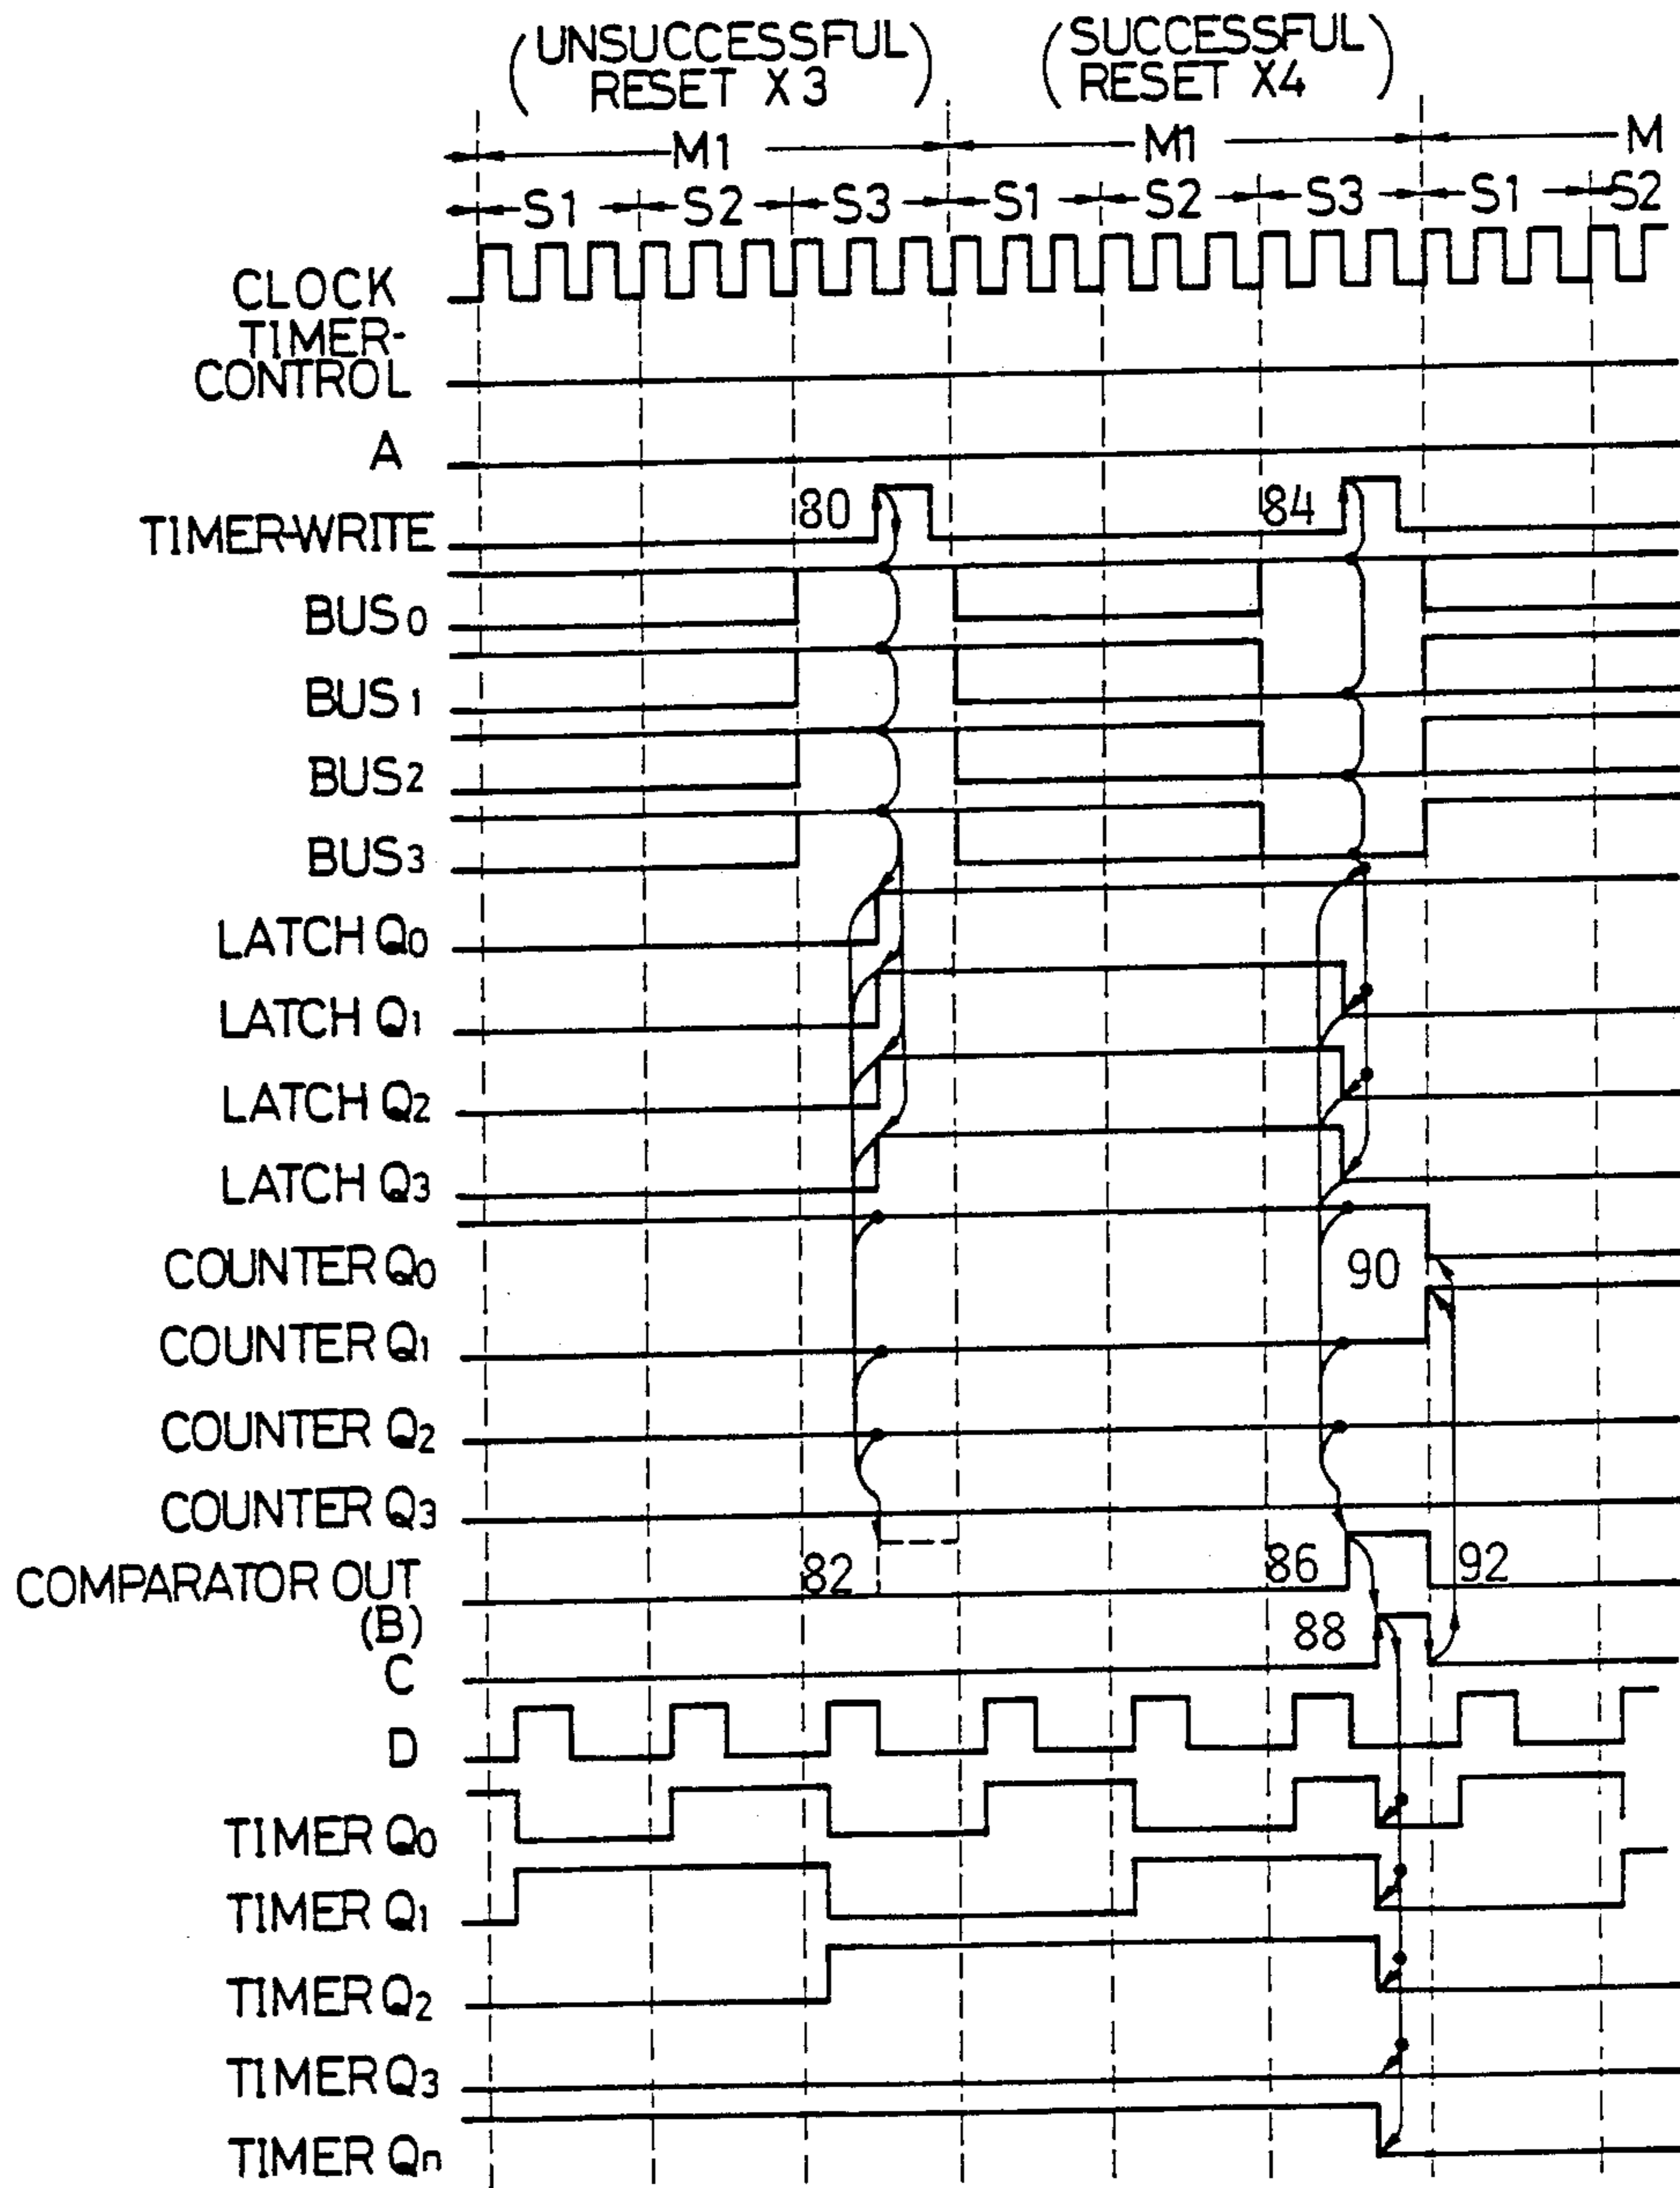 (UNSUCCESSFUL RESET X3)
(SUCCESSFUL RESET X4)
M1 M1 M
S1 S2 S3 S1 S2 S3 S1 S2
CLOCK
TIMER-
CONTROL
A
TIMER-WRITE 80 84
BUS0
BUS1
BUS2
BUS3
LATCH Q0
LATCH Q1
LATCH Q2
LATCH Q3
COUNTER Q0 90
COUNTER Q1
COUNTER Q2
COUNTER Q3
COMPARATOR OUT 82 86 92
(B) 88
C
D
TIMER Q0
TIMER Q1
TIMER Q2
TIMER Q3
TIMER Qn